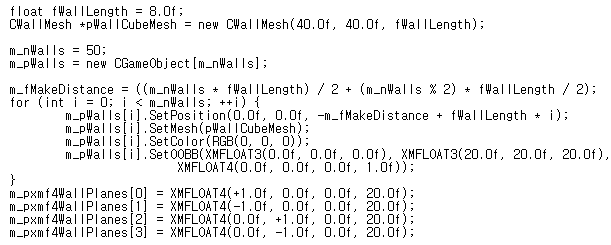 float fWallLength = 8.0f;
CWallMesh *pWallCubeMesh = new CWallMesh(40.0f, 40.0f, fWallLength);
m_nWalls = 50;
m_pWalls = new CGameObject[m_nWalls];
m_fMakeDistance = ((m_nWalls * fWallLength) / 2 + (m_nWalls % 2) * fWallLength / 2);
for (int i = 0; i < m_nWalls; ++i) {
m_pWalls[i].SetPosition(0.0f, 0.0f, -m_fMakeDistance + fWallLength * i);
m_pWalls[i].SetMesh(pWallCubeMesh);
m_pWalls[i].SetColor(RGB(0, 0, 0));
m_pWalls[i].SetOOBB(XMFLOAT3(0.0f, 0.0f, 0.0f), XMFLOAT3(20.0f, 20.0f, 20.0f),
XMFLOAT4(0.0f, 0.0f, 0.0f, 1.0f));
}
m_pxmf4WallPlanes[0] = XMFLOAT4(+1.0f, 0.0f, 0.0f, 20.0f);
m_pxmf4WallPlanes[1] = XMFLOAT4(-1.0f, 0.0f, 0.0f, 20.0f);
m_pxmf4WallPlanes[2] = XMFLOAT4(0.0f, +1.0f, 0.0f, 20.0f);
m_pxmf4WallPlanes[3] = XMFLOAT4(0.0f, -1.0f, 0.0f, 20.0f);